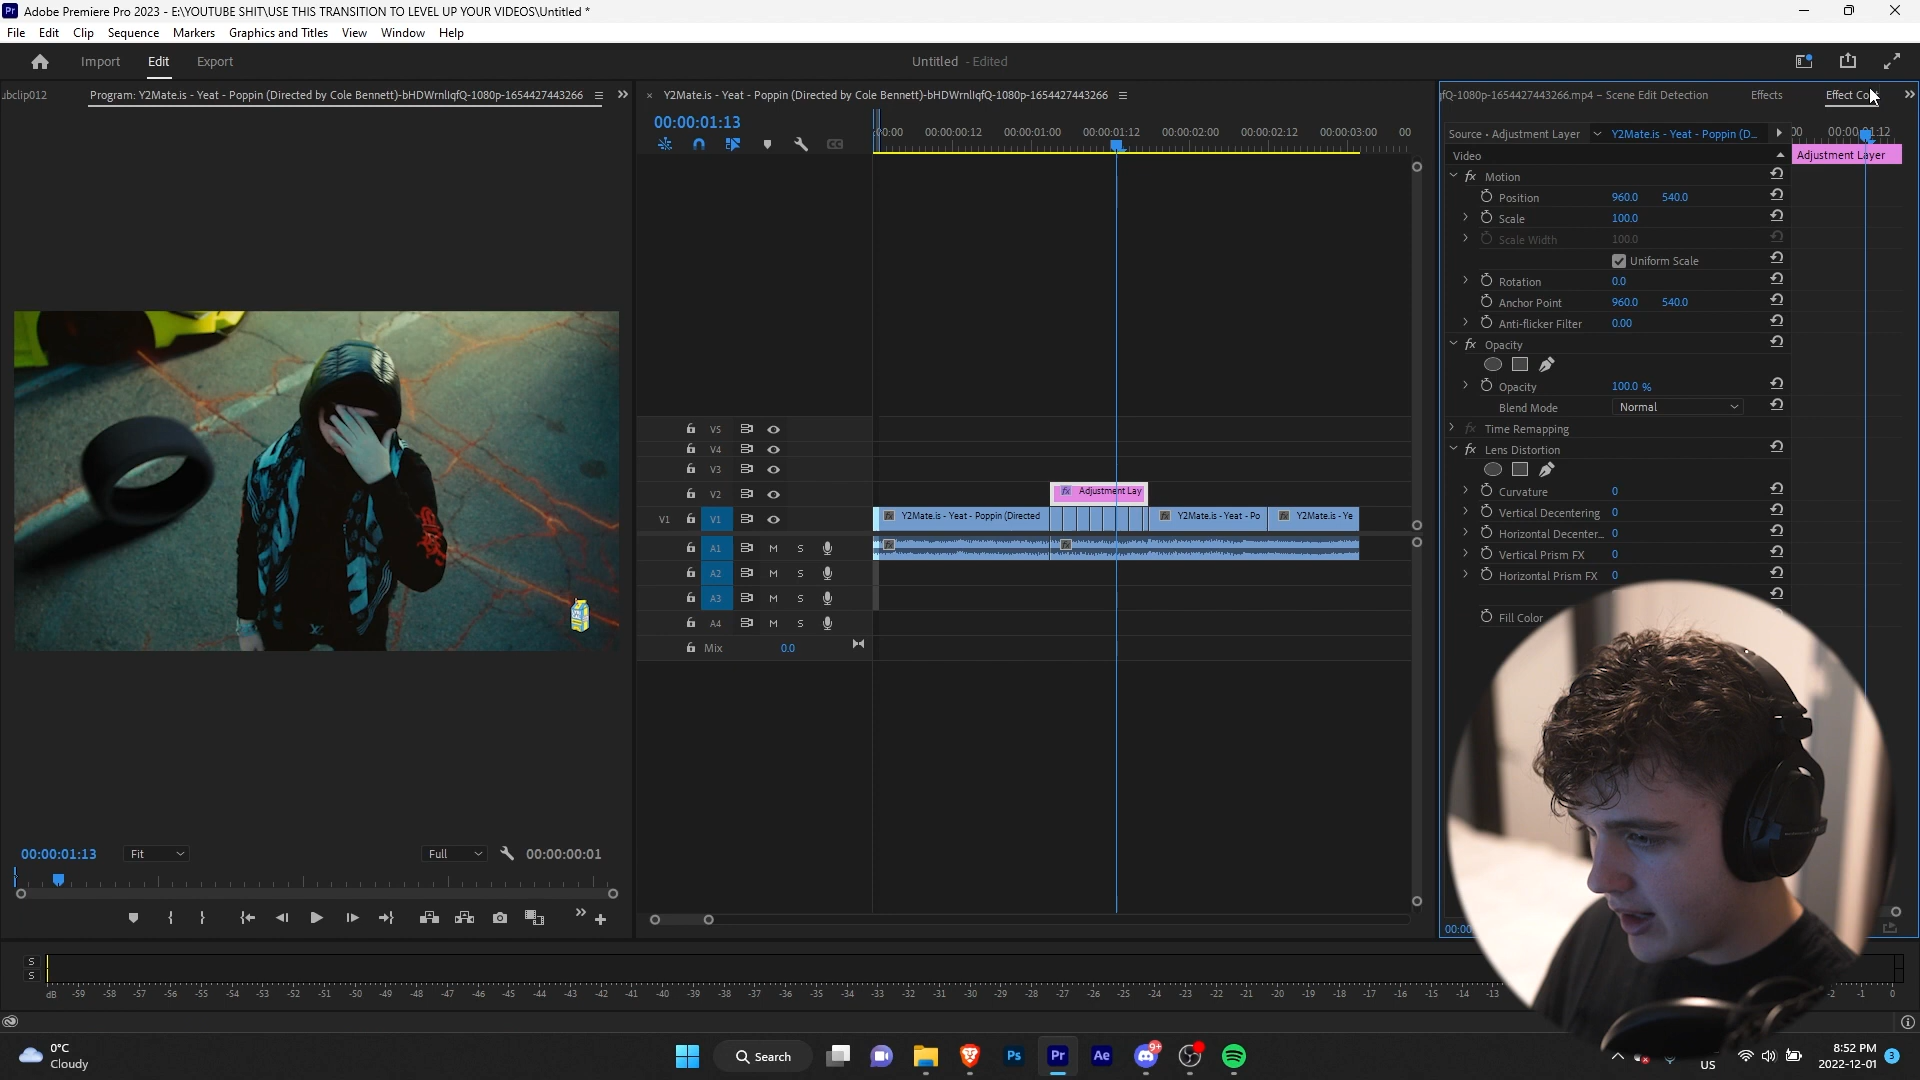 Adobe Premiere Pro 2023 - E:\YOUTUBE SHIT\USE THIS TRANSITION TO LEVEL UP YOUR VIDEOS\Untitled *
File Edit Clip Sequence Markers Graphics and Titles View Window Help
Import Edit Export
Untitled - Edited
ubclip012
Program: Y2Mate.is - Yeat - Poppin (Directed by Cole Bennett)-bHDWrnlIqfQ-1080p-1654427443266
Y2Mate.is - Yeat - Poppin (Directed by Cole Bennett)-bHDWrnlIqfQ-1080p-1654427443266
fQ-1080p-1654427443266.mp4 – Scene Edit Detection
Effects
Effect Co
00:00:01:13
00:00 00:00:00:12 00:00:01:00 00:00:01:12 00:00:02:00 00:00:02:12 00:00:03:00 00
Source • Adjustment Layer
Y2Mate.is - Yeat - Poppin (D...
Video
Adjustment Layer
fx Motion
Position 960.0 540.0
Scale 100.0
Scale Width 100.0
Uniform Scale
Rotation 0.0
Anchor Point 960.0 540.0
Anti-flicker Filter 0.00
fx Opacity
Opacity 100.0 %
Blend Mode Normal
fx Time Remapping
fx Lens Distortion
Curvature 0
Vertical Decentering 0
Horizontal Decenter... 0
Vertical Prism FX 0
Horizontal Prism FX 0
Fill Color
V5
V4
V3
V2
fx Adjustment Lay
V1 V1
fx Y2Mate.is - Yeat - Poppin (Directed
fx Y2Mate.is - Yeat - Po
fx Y2Mate.is - Ye
A1 M S
A2 M S
A3 M S
A4 M S
Mix 0.0
00:00:01:13 Fit Full 00:00:00:01
S
S
dB -59 -58 -57 -56 -55 -54 -53 -52 -51 -50 -49 -48 -47 -46 -45 -44 -43 -42 -41 -40 -39 -38 -37 -36 -35 -34 -33 -32 -31 -30 -29 -28 -27 -26 -25 -24 -23 -22 -21 -20 -19 -18 -17 -16 -15 -14 -13 -2 -1 0
0°C
Cloudy
Search
Ps
Pr
Ae
9+
US
8:52 PM
2022-12-01
3